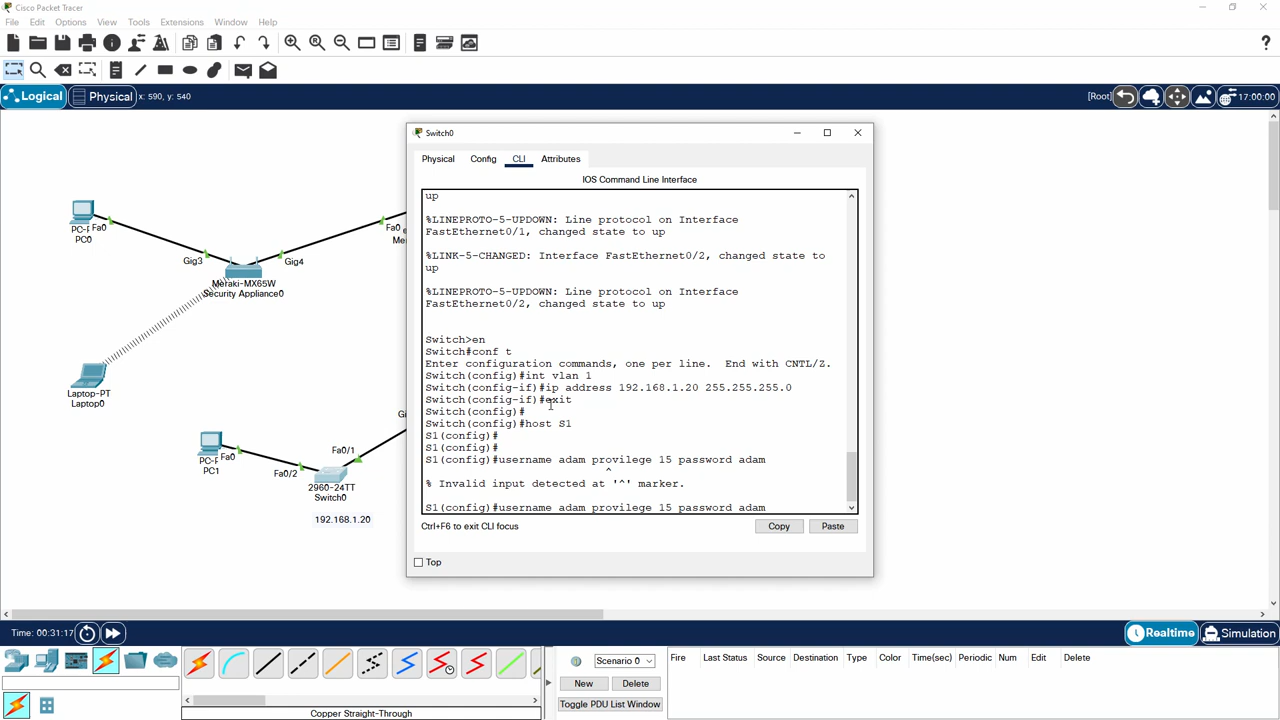 Cisco Packet Tracer
File Edit Options View Tools Extensions Window Help
Logical Physical x: 590, y: 540 [Root] 17:00:00
Switch0
Physical Config CLI Attributes
IOS Command Line Interface
up
%LINEPROTO-5-UPDOWN: Line protocol on Interface
FastEthernet0/1, changed state to up
%LINK-5-CHANGED: Interface FastEthernet0/2, changed state to
up
%LINEPROTO-5-UPDOWN: Line protocol on Interface
FastEthernet0/2, changed state to up
Switch>en
Switch#conf t
Enter configuration commands, one per line. End with CNTL/Z.
Switch(config)#int vlan 1
Switch(config-if)#ip address 192.168.1.20 255.255.255.0
Switch(config-if)#exit
Switch(config)#
Switch(config)#host S1
S1(config)#
S1(config)#
S1(config)#username adam provilege 15 password adam
^
% Invalid input detected at '^' marker.
S1(config)#username adam provilege 15 password adam
Ctrl+F6 to exit CLI focus
Copy Paste
Top
Fa0
PC0
Fa0
Gig3
Gig4
Meraki-MX65W
Security Appliance0
Laptop-PT
Laptop0
Fa0
PC1
Fa0/1
Fa0/2
2960-24TT
Switch0
192.168.1.20
Time: 00:31:17
Realtime Simulation
Scenario 0
New Delete
Toggle PDU List Window
Fire Last Status Source Destination Type Color Time(sec) Periodic Num Edit Delete
Copper Straight-Through